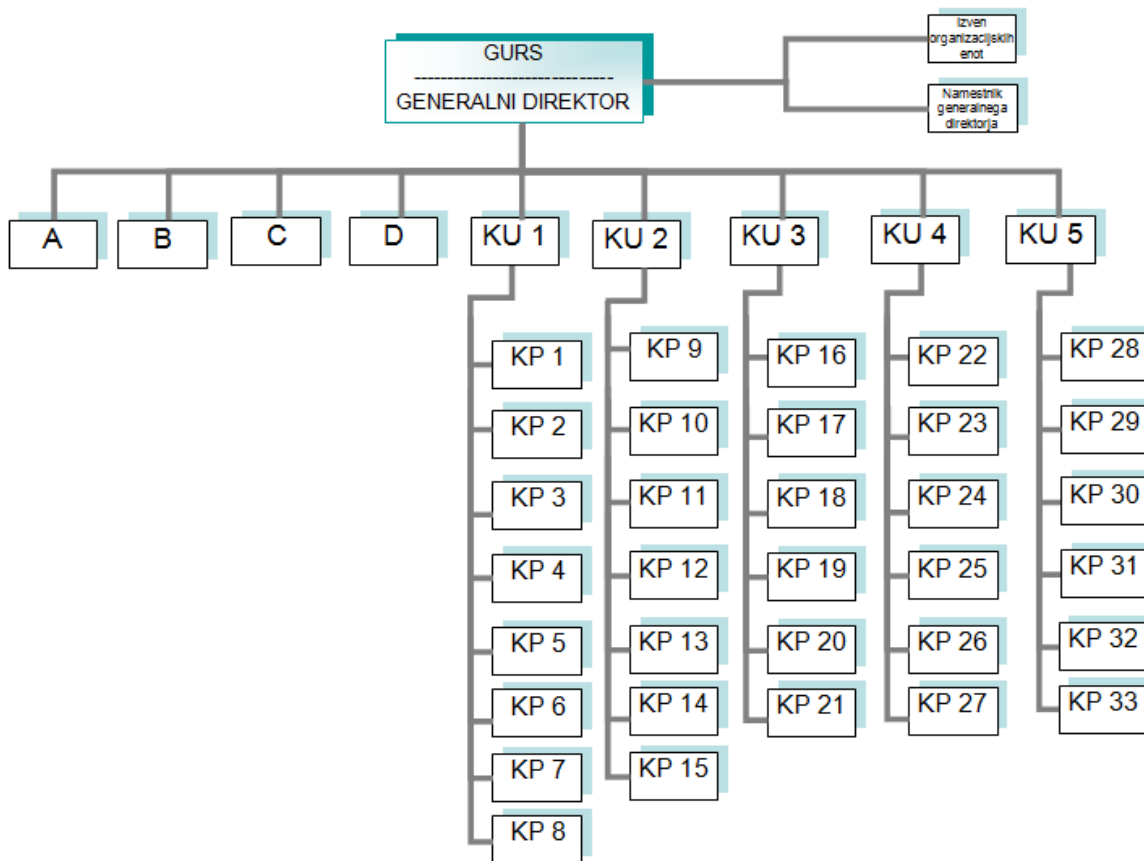 GURS
------------------------------
GENERALNI DIREKTOR
Izven
organizacijskih
enot
Namestnik
generalnega
direktorja
A
B
C
D
KU 1
KU 2
KU 3
KU 4
KU 5
KP 1
KP 2
KP 3
KP 4
KP 5
KP 6
KP 7
KP 8
KP 9
KP 10
KP 11
KP 12
KP 13
KP 14
KP 15
KP 16
KP 17
KP 18
KP 19
KP 20
KP 21
KP 22
KP 23
KP 24
KP 25
KP 26
KP 27
KP 28
KP 29
KP 30
KP 31
KP 32
KP 33